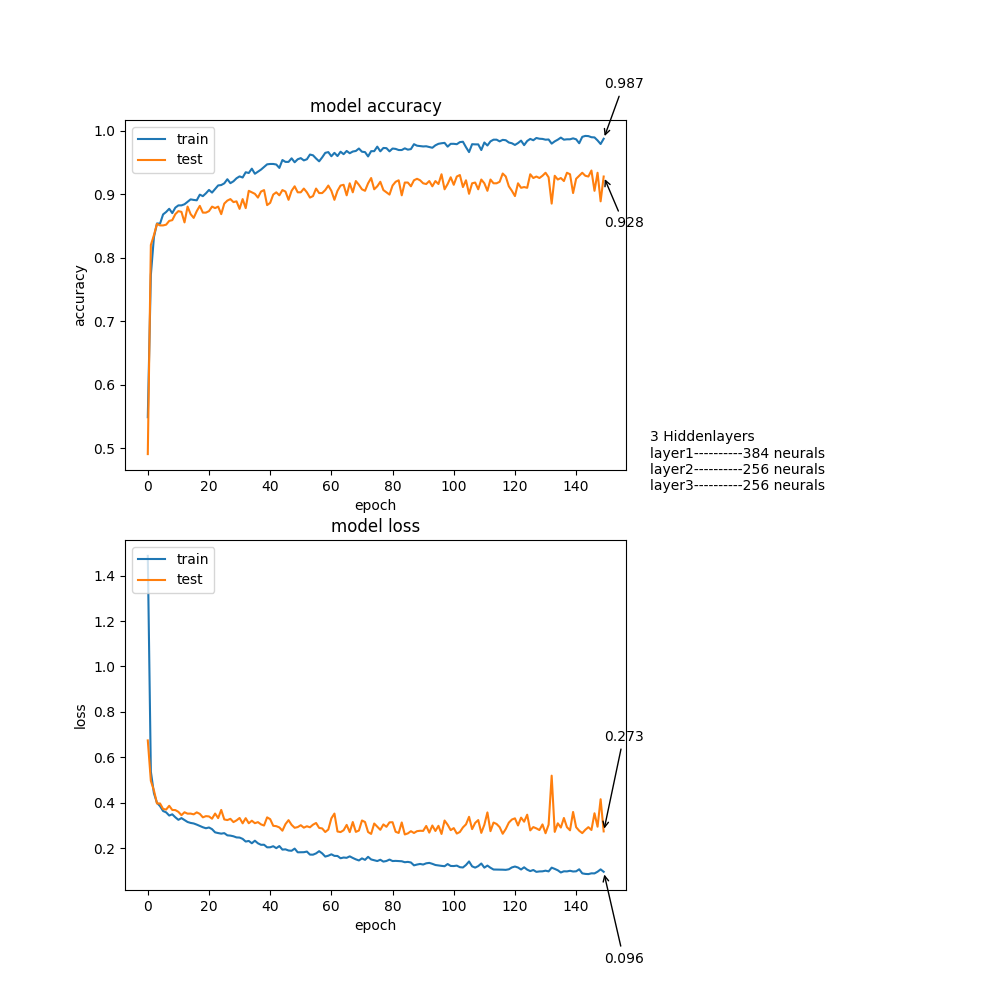 0.987
model accuracy
train
test
1.0
0.9
0.8
0.7
0.6
0.5
accuracy
0.928
0 20 40 60 80 100 120 140
epoch
3 Hiddenlayers
layer1----------384 neurals
layer2----------256 neurals
layer3----------256 neurals
model loss
train
test
1.4
1.2
1.0
0.8
0.6
0.4
0.2
loss
0.273
0 20 40 60 80 100 120 140
epoch
0.096